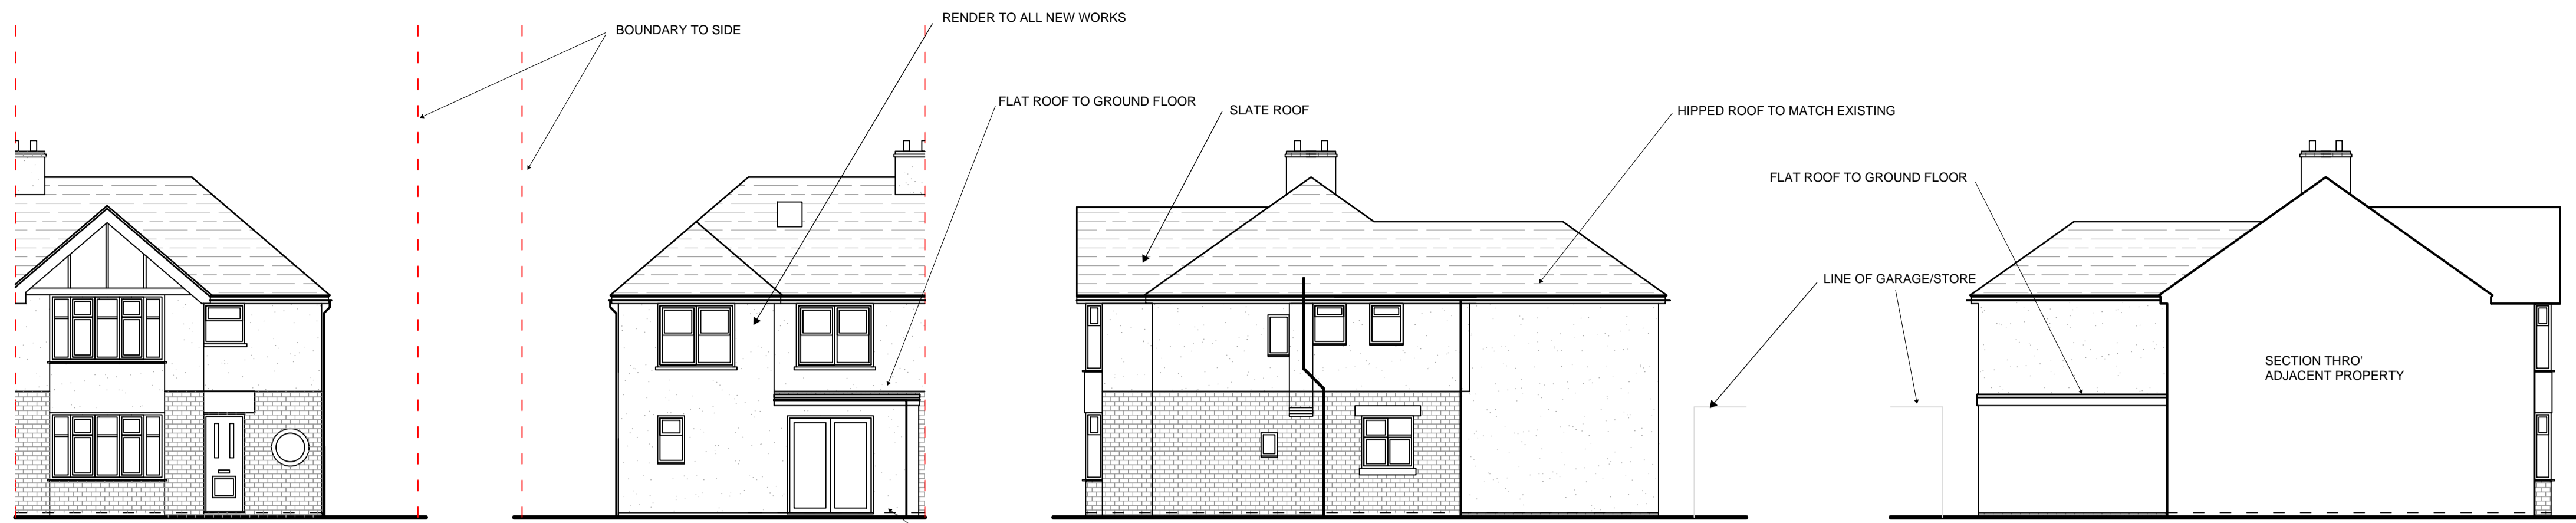 BOUNDARY TO SIDE
RENDER TO ALL NEW WORKS
FLAT ROOF TO GROUND FLOOR
SLATE ROOF
HIPPED ROOF TO MATCH EXISTING
FLAT ROOF TO GROUND FLOOR
LINE OF GARAGE/STORE
SECTION THRO'
ADJACENT PROPERTY